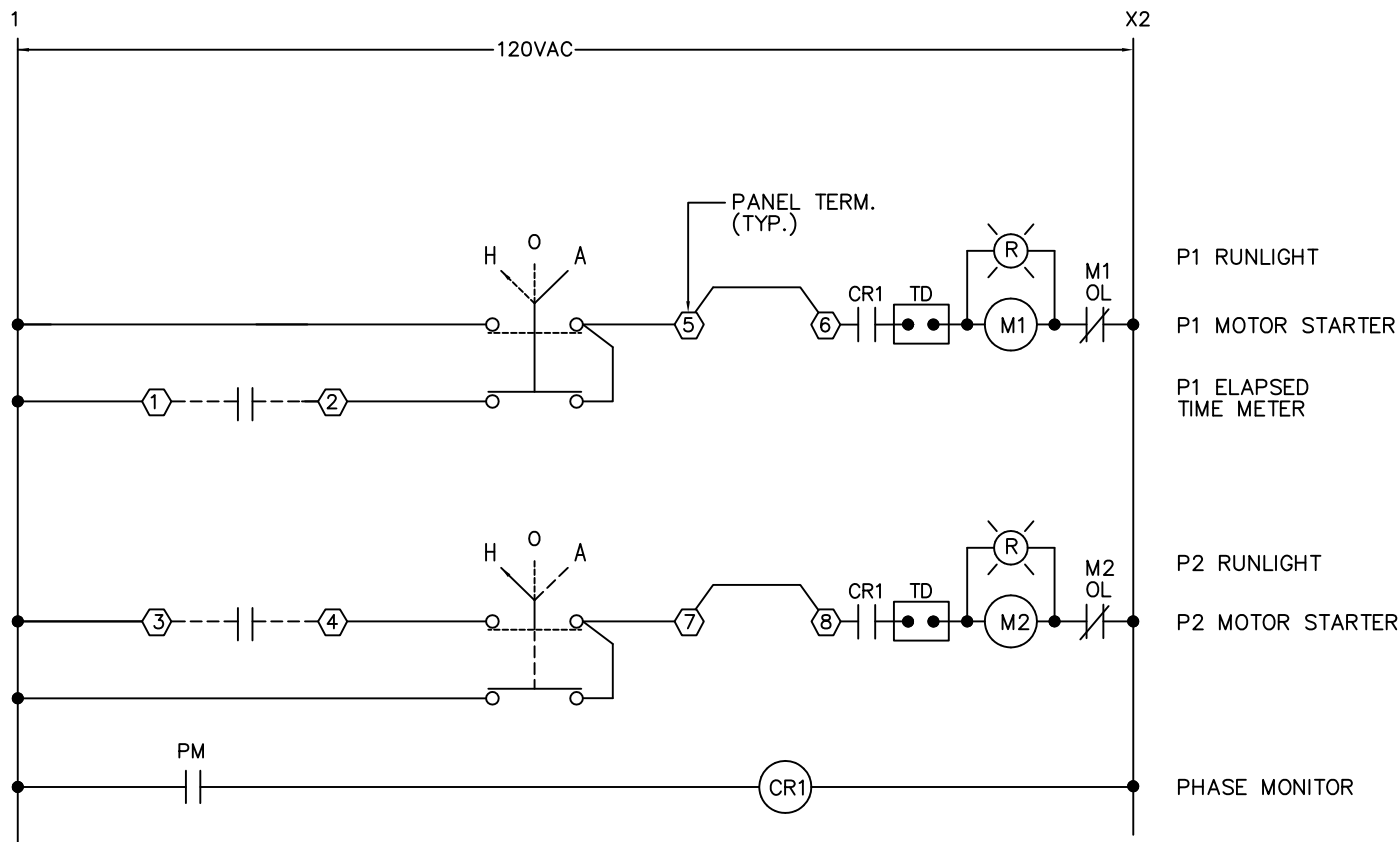 1
X2
120VAC
PANEL TERM.
(TYP.)
H
O
A
R
P1 RUNLIGHT
CR1
TD
M1
OL
5
6
M1
P1 MOTOR STARTER
1
2
P1 ELAPSED
TIME METER
H
O
A
R
P2 RUNLIGHT
CR1
TD
M2
OL
3
4
7
8
M2
P2 MOTOR STARTER
PM
CR1
PHASE MONITOR